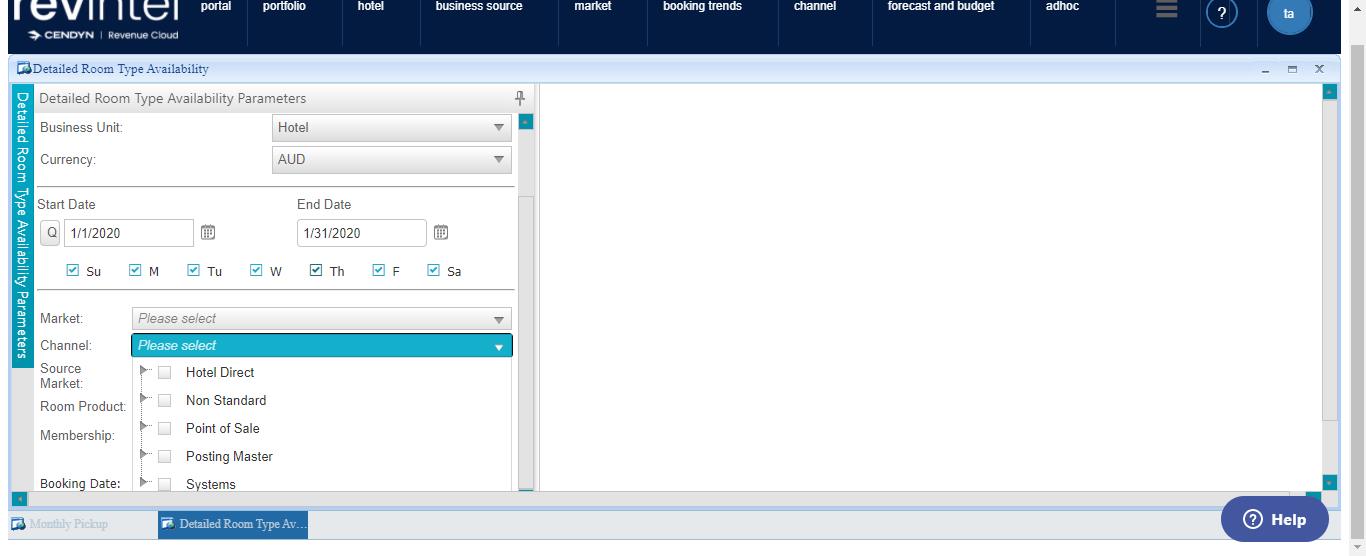 revintel
CENDYN | Revenue Cloud
portal portfolio hotel business source market booking trends channel forecast and budget adhoc ? ta
Detailed Room Type Availability
Detailed Room Type Availability Parameters
Detailed Room Type Availability Parameters
Business Unit: Hotel
Currency: AUD
Start Date End Date
Q 1/1/2020 1/31/2020
Su M Tu W Th F Sa
Market: Please select
Channel: Please select
Source
Market:
Room Product:
Membership:
Booking Date:
Hotel Direct
Non Standard
Point of Sale
Posting Master
Systems
Monthly Pickup Detailed Room Type Av...
? Help